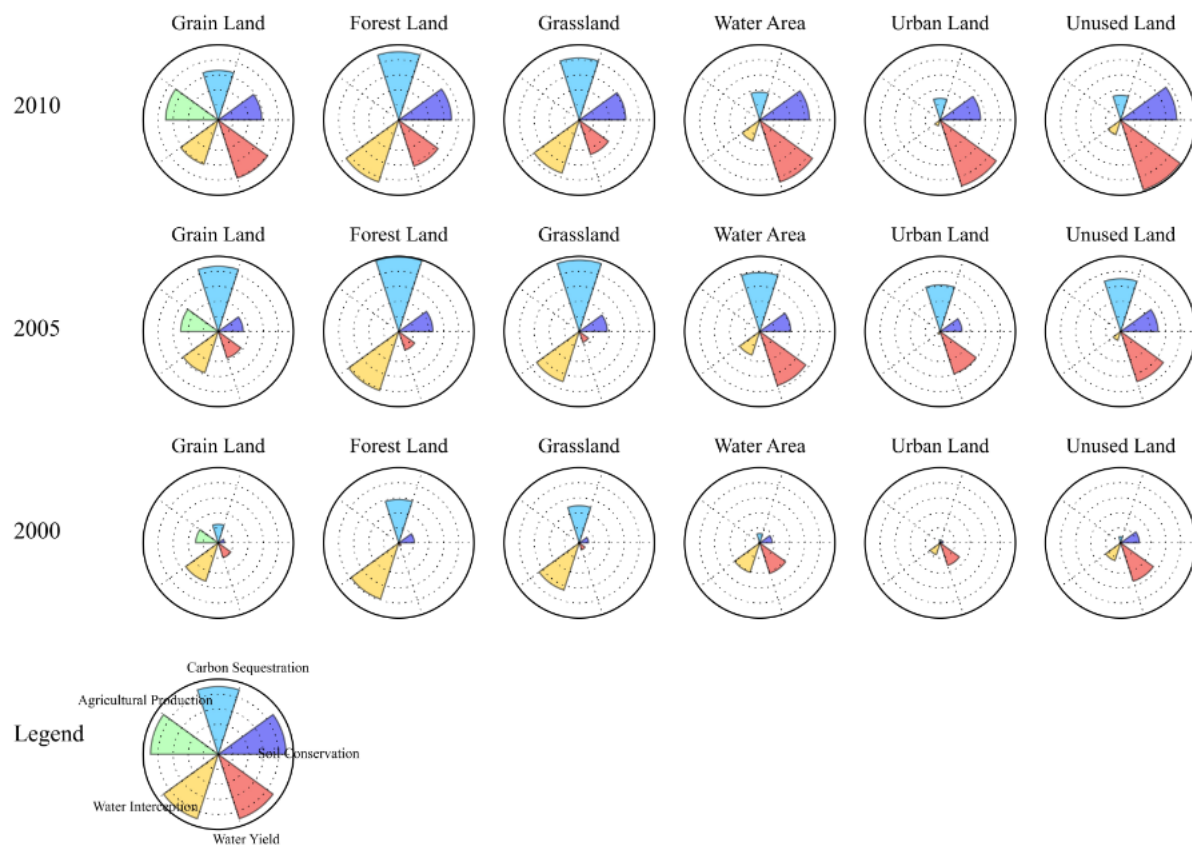 Grain Land Forest Land Grassland Water Area Urban Land Unused Land
2010
Grain Land Forest Land Grassland Water Area Urban Land Unused Land
2005
Grain Land Forest Land Grassland Water Area Urban Land Unused Land
2000
Carbon Sequestration
Agricultural Production
Legend
Soil Conservation
Water Interception
Water Yield